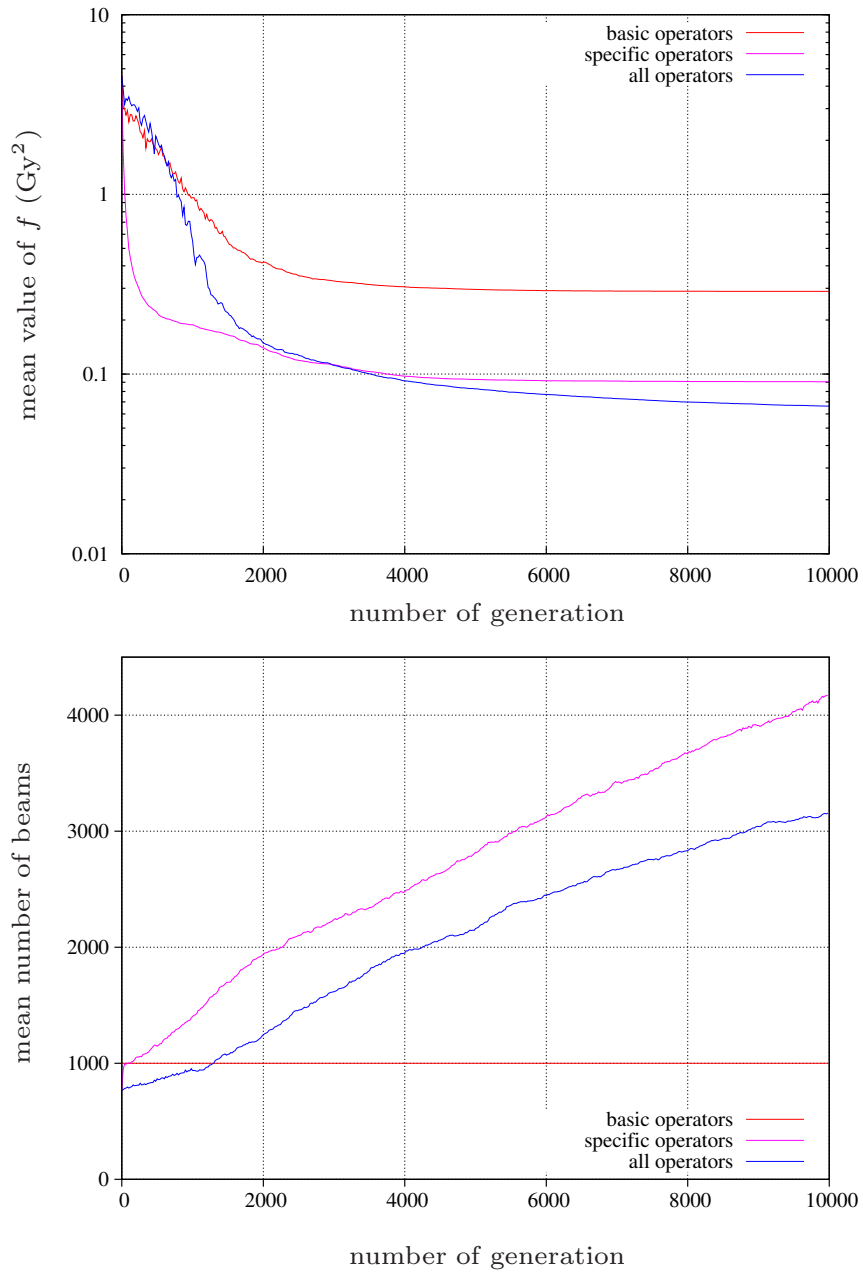 10
1
0.1
0.01
mean value of f (Gy²)
basic operators
specific operators
all operators
0 2000 4000 6000 8000 10000
number of generation
4000
3000
2000
1000
0
mean number of beams
basic operators
specific operators
all operators
0 2000 4000 6000 8000 10000
number of generation